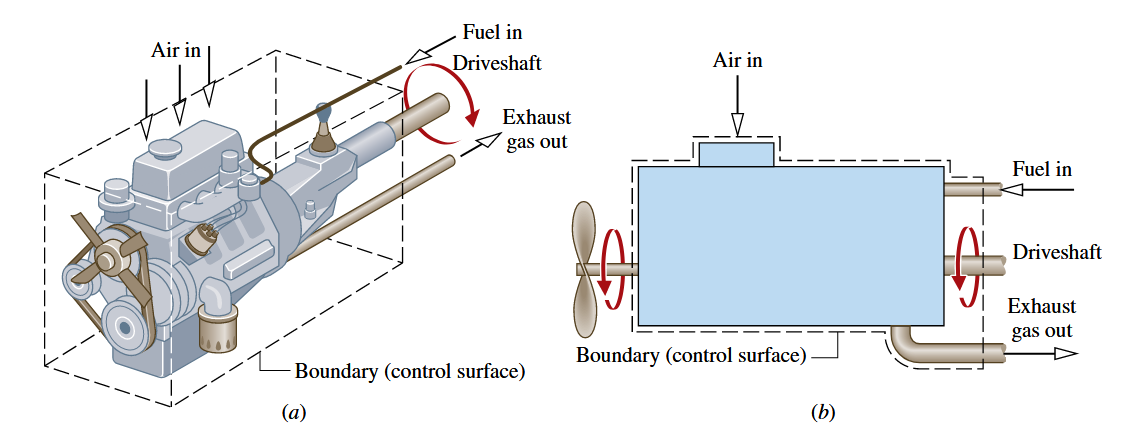 Air in
Fuel in
Driveshaft
Exhaust
gas out
Boundary (control surface)
(a)
Air in
Fuel in
Driveshaft
Exhaust
gas out
Boundary (control surface)
(b)